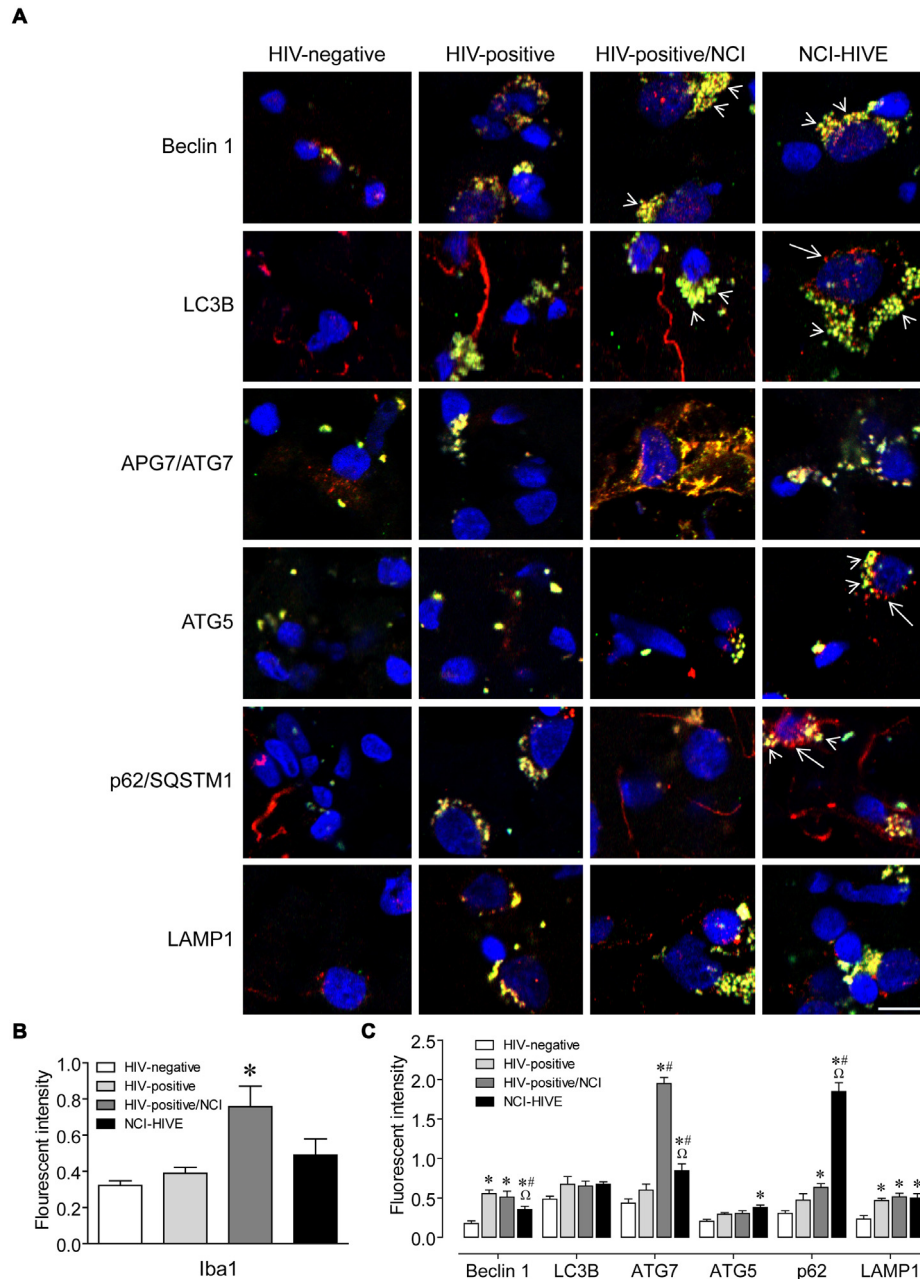 A
HIV-negative HIV-positive HIV-positive/NCI NCI-HIVE
Beclin 1
LC3B
APG7/ATG7
ATG5
p62/SQSTM1
LAMP1
B
Flourescent intensity
1.0
0.8
0.6
0.4
0.2
0.0
HIV-negative
HIV-positive
HIV-positive/NCI
NCI-HIVE
*
Iba1
C
Fluorescent intensity
2.5
2.0
1.5
1.0
0.5
0.0
HIV-negative
HIV-positive
HIV-positive/NCI
NCI-HIVE
* * *#
Ω
*# *#
Ω
*
* *#
Ω
* * *
Beclin 1 LC3B ATG7 ATG5 p62 LAMP1